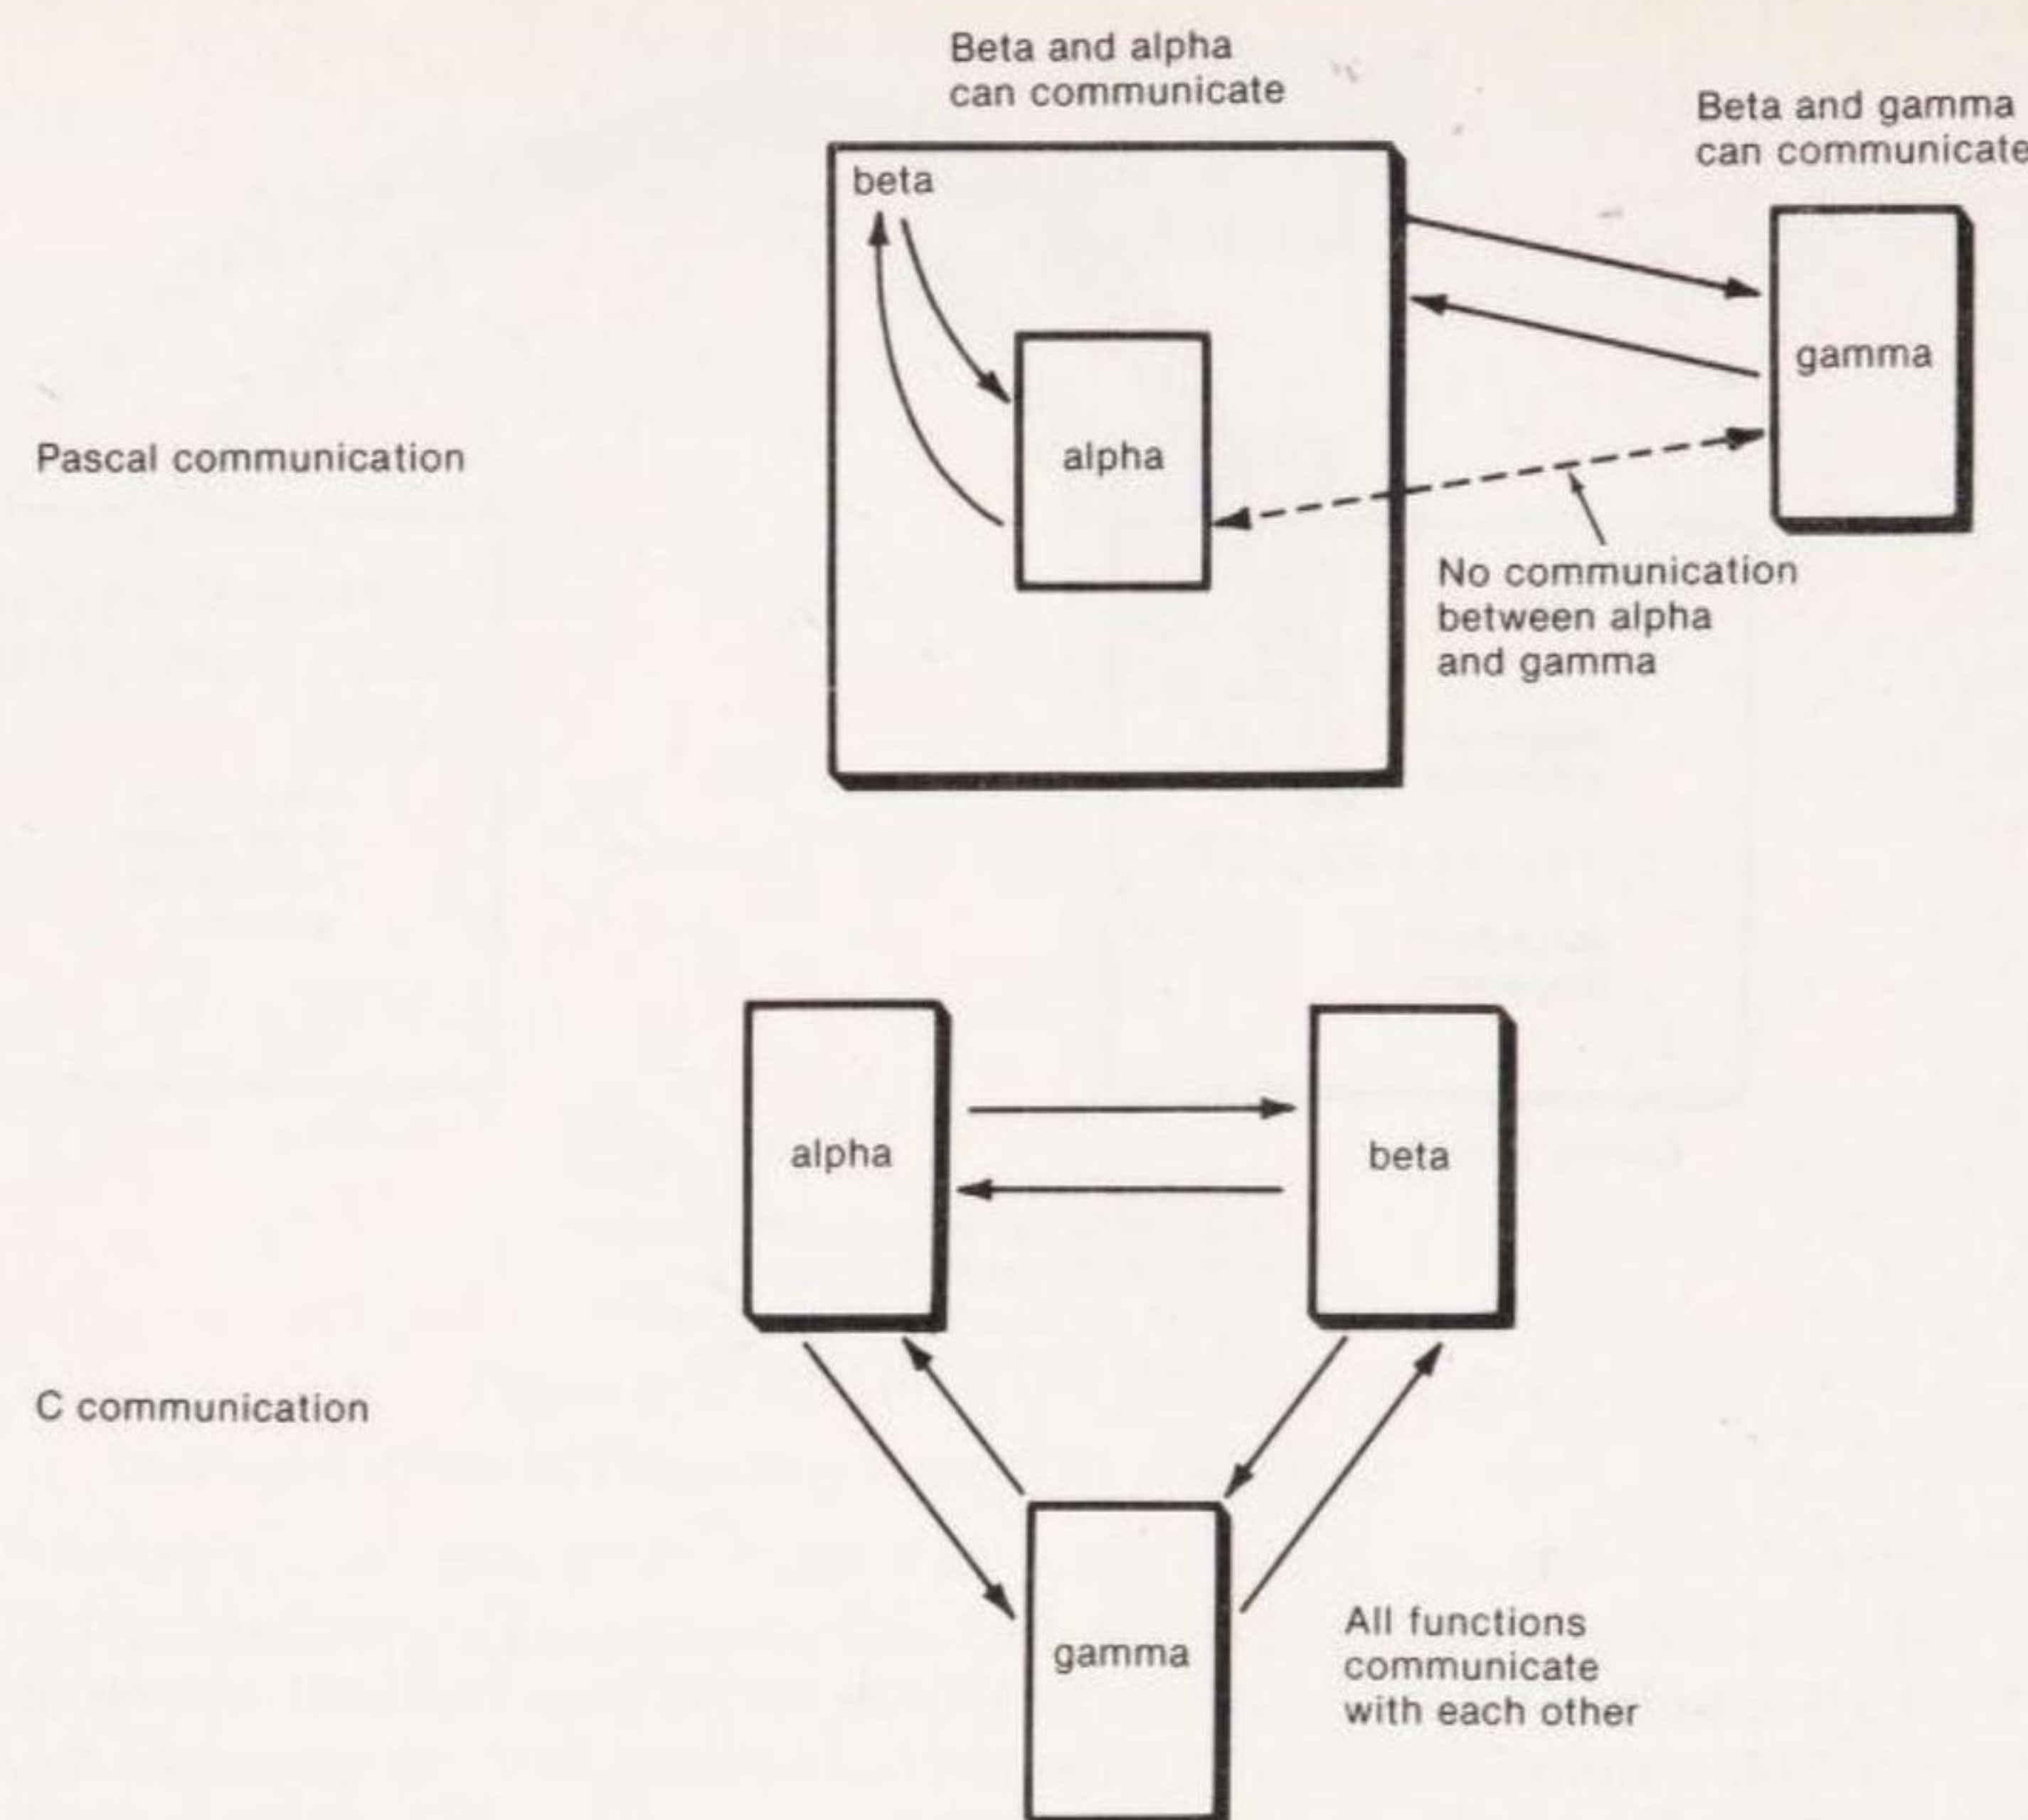 Beta and alpha
can communicate
Beta and gamma
can communicate
beta
gamma
alpha
Pascal communication
No communication
between alpha
and gamma
alpha
beta
C communication
gamma
All functions
communicate
with each other